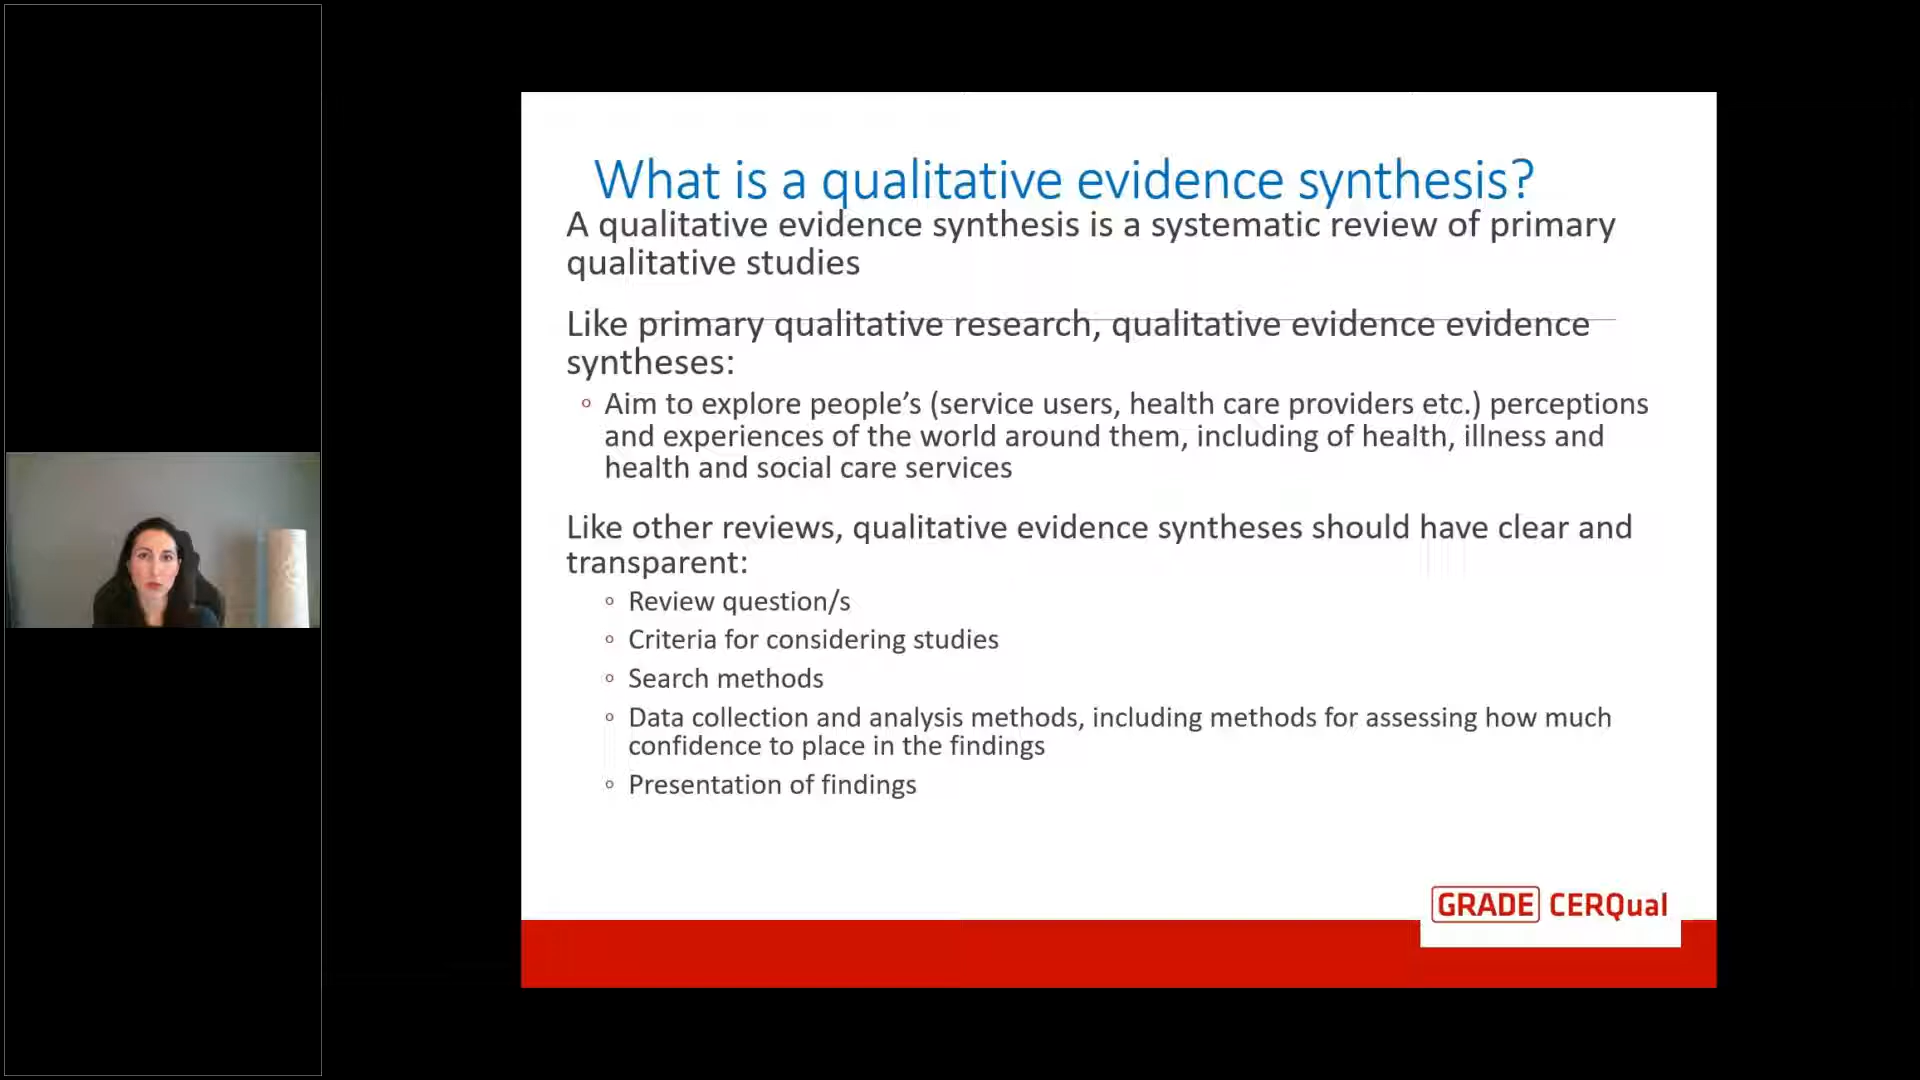 What is a qualitative evidence synthesis?
A qualitative evidence synthesis is a systematic review of primary
qualitative studies
Like primary qualitative research, qualitative evidence evidence
syntheses:
◦ Aim to explore people’s (service users, health care providers etc.) perceptions
and experiences of the world around them, including of health, illness and
health and social care services
Like other reviews, qualitative evidence syntheses should have clear and
transparent:
◦ Review question/s
◦ Criteria for considering studies
◦ Search methods
◦ Data collection and analysis methods, including methods for assessing how much
confidence to place in the findings
◦ Presentation of findings
GRADE CERQual